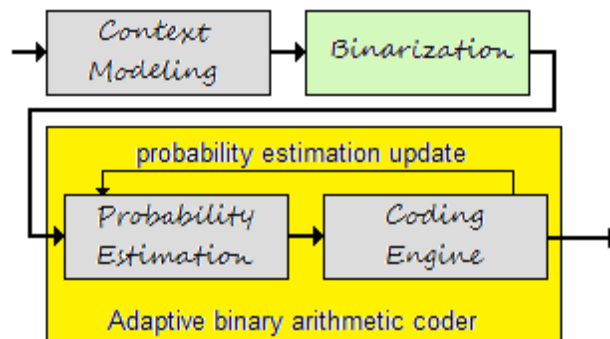 Context
Modeling
Binarization
probability estimation update
Probability
Estimation
Coding
Engine
Adaptive binary arithmetic coder